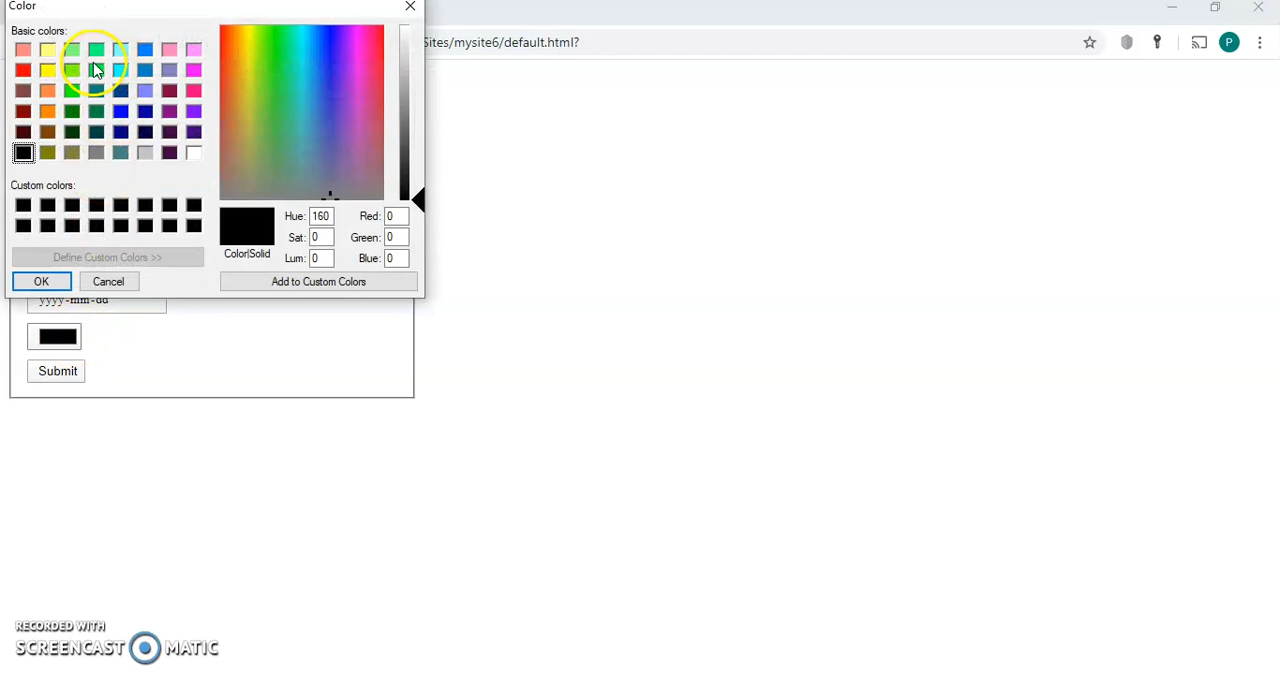 Color
Basic colors:
Sites/mysite6/default.html?
P
Custom colors:
Hue: 160 Red: 0
Sat: 0 Green: 0
Color|Solid
Lum: 0 Blue: 0
Define Custom Colors >>
OK Cancel Add to Custom Colors
yyyy-mm-dd
Submit
RECORDED WITH
SCREENCAST MATIC